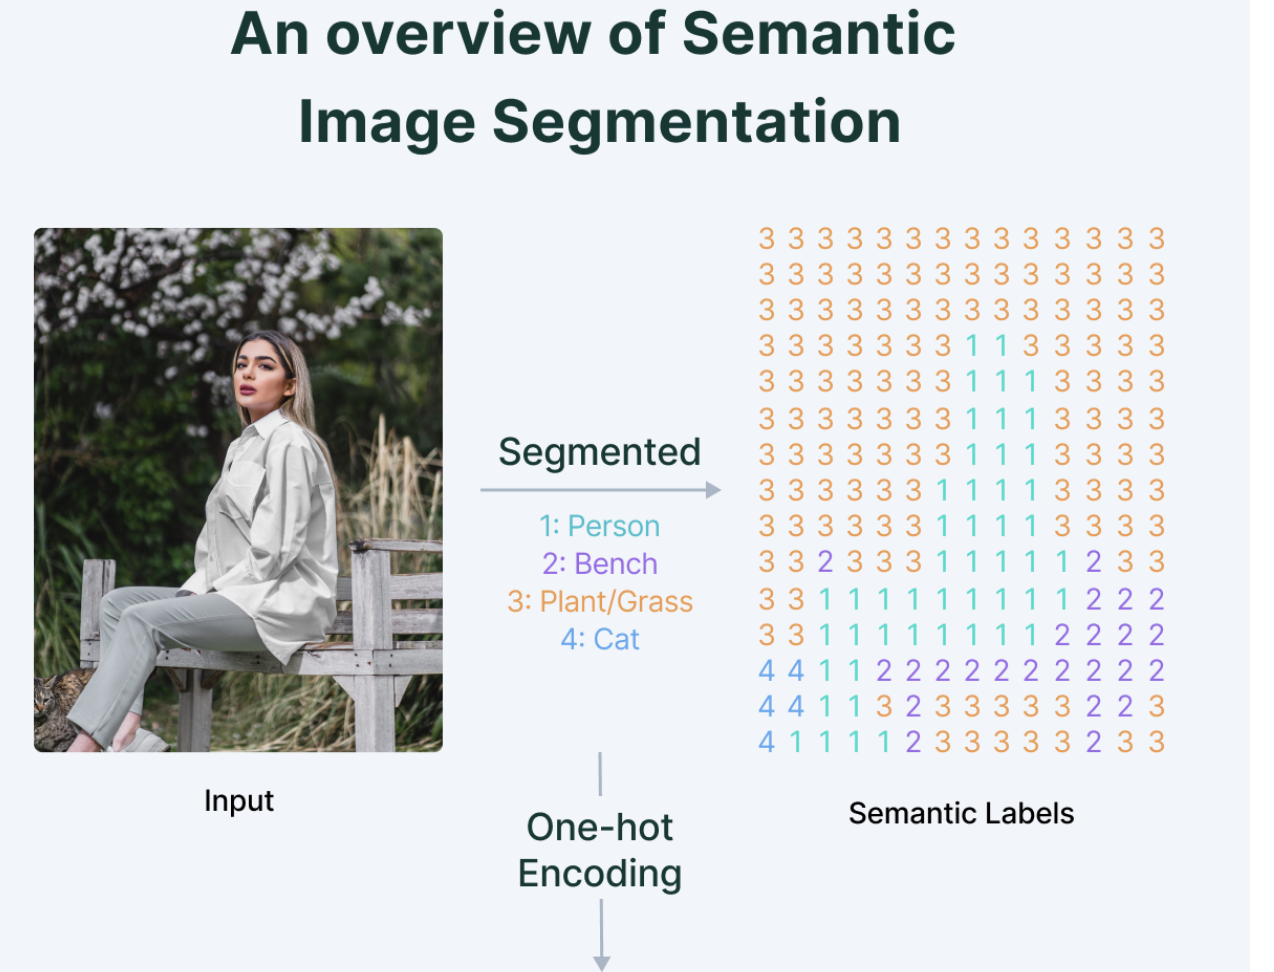 An overview of Semantic
Image Segmentation
Segmented
1: Person
2: Bench
3: Plant/Grass
4: Cat
3 3 3 3 3 3 3 3 3 3 3 3 3 3
3 3 3 3 3 3 3 3 3 3 3 3 3 3
3 3 3 3 3 3 3 3 3 3 3 3 3 3
3 3 3 3 3 3 3 1 1 3 3 3 3 3
3 3 3 3 3 3 3 1 1 1 3 3 3 3
3 3 3 3 3 3 3 1 1 1 3 3 3 3
3 3 3 3 3 3 3 1 1 1 3 3 3 3
3 3 3 3 3 3 1 1 1 1 3 3 3 3
3 3 3 3 3 3 1 1 1 1 3 3 3 3
3 3 2 3 3 3 1 1 1 1 1 2 3 3
3 3 1 1 1 1 1 1 1 1 1 2 2 2
3 3 1 1 1 1 1 1 1 1 2 2 2 2
4 4 1 1 2 2 2 2 2 2 2 2 2 2
4 4 1 1 3 2 3 3 3 3 3 2 2 3
4 1 1 1 1 2 3 3 3 3 3 2 3 3
Input
Semantic Labels
One-hot
Encoding